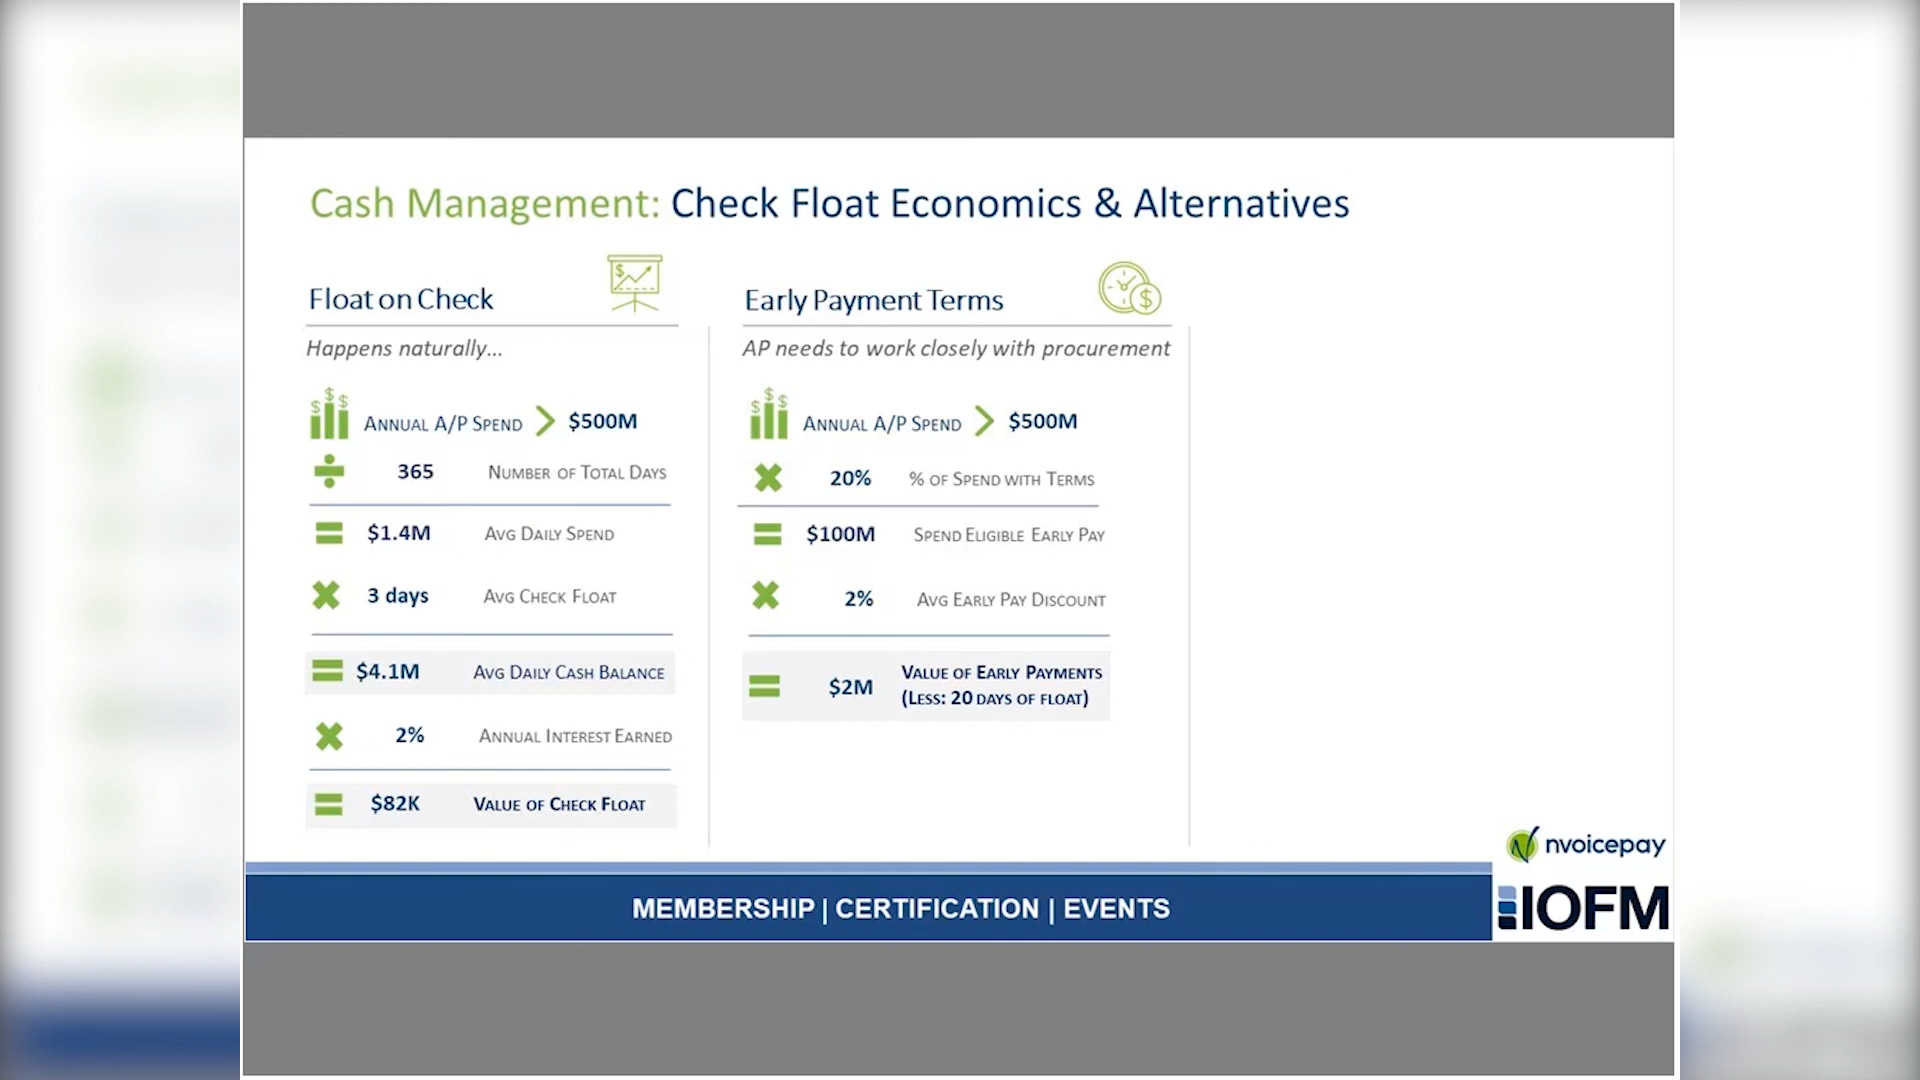 Cash Management: Check Float Economics & Alternatives
Float on Check
Happens naturally...
ANNUAL A/P SPEND $500M
365 NUMBER OF TOTAL DAYS
$1.4M AVG DAILY SPEND
3 days AVG CHECK FLOAT
$4.1M AVG DAILY CASH BALANCE
2% ANNUAL INTEREST EARNED
$82K VALUE OF CHECK FLOAT
Early Payment Terms
AP needs to work closely with procurement
ANNUAL A/P SPEND $500M
20% % OF SPEND WITH TERMS
$100M SPEND ELIGIBLE EARLY PAY
2% AVG EARLY PAY DISCOUNT
$2M VALUE OF EARLY PAYMENTS
(LESS: 20 DAYS OF FLOAT)
nvoicepay
MEMBERSHIP | CERTIFICATION | EVENTS
IOFM